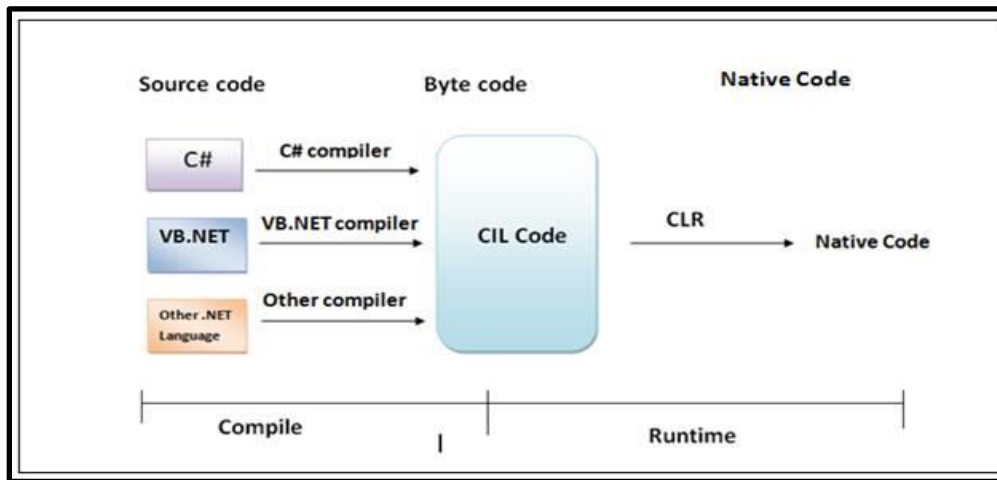 Source code
Byte code
Native Code
C#
C# compiler
VB.NET
VB.NET compiler
CIL Code
CLR
Native Code
Other .NET
Language
Other compiler
Compile
Runtime